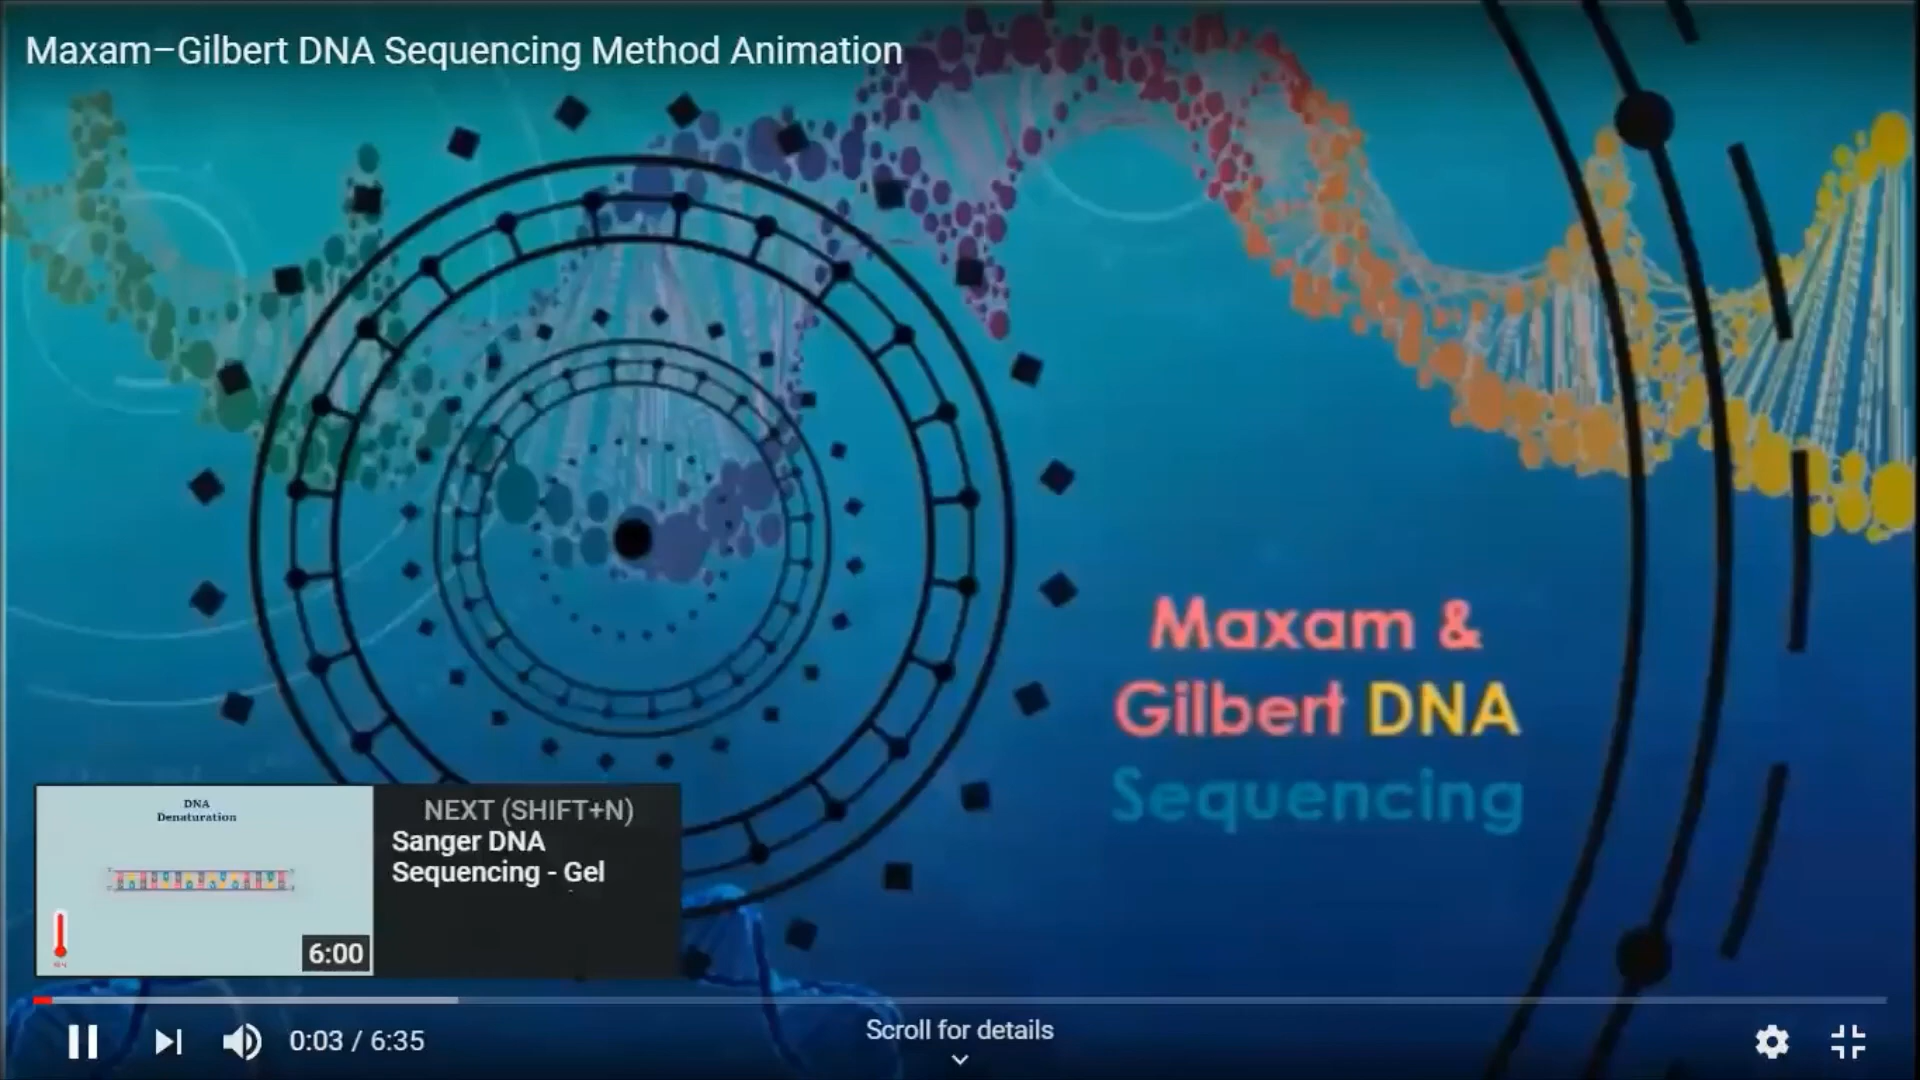 Maxam–Gilbert DNA Sequencing Method Animation
Maxam &
Gilbert DNA
Sequencing
DNA
Denaturation
6:00
NEXT (SHIFT+N)
Sanger DNA
Sequencing - Gel
0:03 / 6:35
Scroll for details